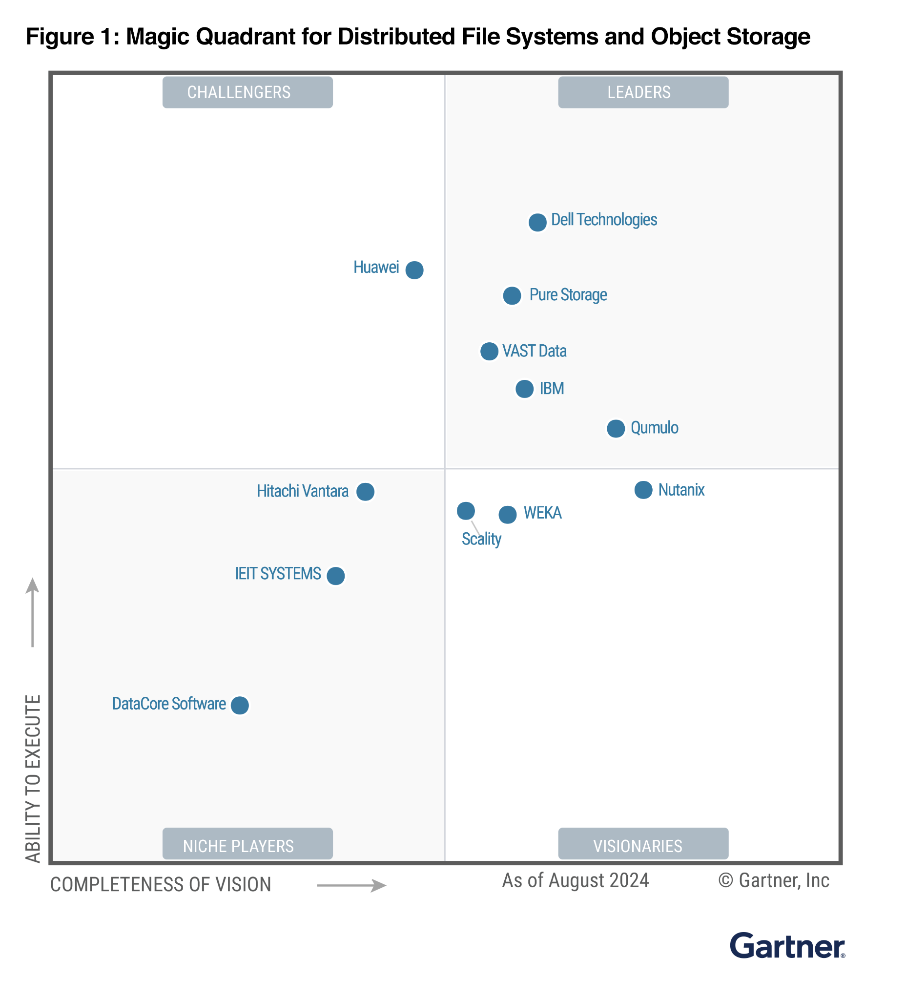 Figure 1: Magic Quadrant for Distributed File Systems and Object Storage
CHALLENGERS
LEADERS
Dell Technologies
Huawei
Pure Storage
VAST Data
IBM
Qumulo
Hitachi Vantara
Nutanix
WEKA
Scality
IEIT SYSTEMS
DataCore Software
NICHE PLAYERS
VISIONARIES
ABILITY TO EXECUTE
COMPLETENESS OF VISION
As of August 2024
© Gartner, Inc
Gartner®